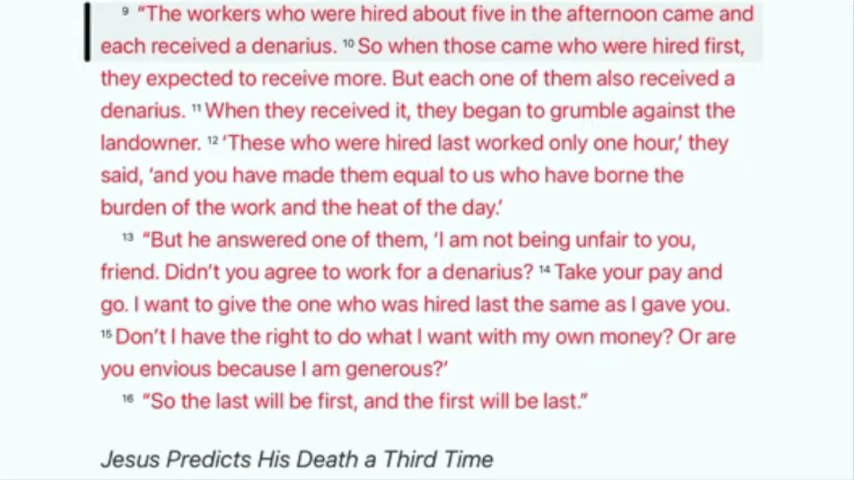 9 “The workers who were hired about five in the afternoon came and
each received a denarius. 10 So when those came who were hired first,
they expected to receive more. But each one of them also received a
denarius. 11 When they received it, they began to grumble against the
landowner. 12 ‘These who were hired last worked only one hour,’ they
said, ‘and you have made them equal to us who have borne the
burden of the work and the heat of the day.’
13 “But he answered one of them, ‘I am not being unfair to you,
friend. Didn’t you agree to work for a denarius? 14 Take your pay and
go. I want to give the one who was hired last the same as I gave you.
15 Don’t I have the right to do what I want with my own money? Or are
you envious because I am generous?’
16 “So the last will be first, and the first will be last.”
Jesus Predicts His Death a Third Time